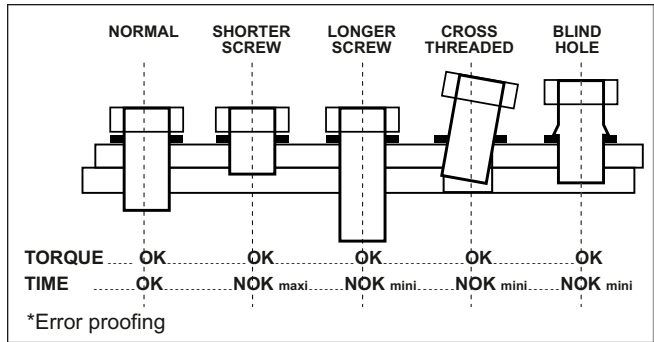 NORMAL SHORTER SCREW LONGER SCREW CROSS THREADED BLIND HOLE
TORQUE OK OK OK OK OK
TIME OK NOK maxi NOK mini NOK mini NOK mini
*Error proofing